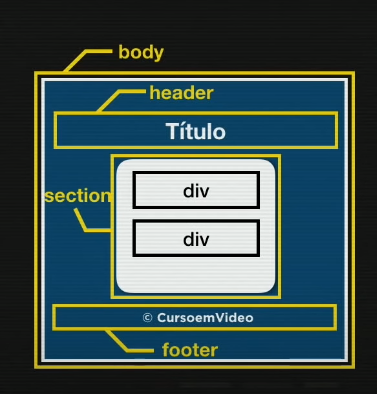 body
header
Título
section
div
div
© CursoemVideo
footer